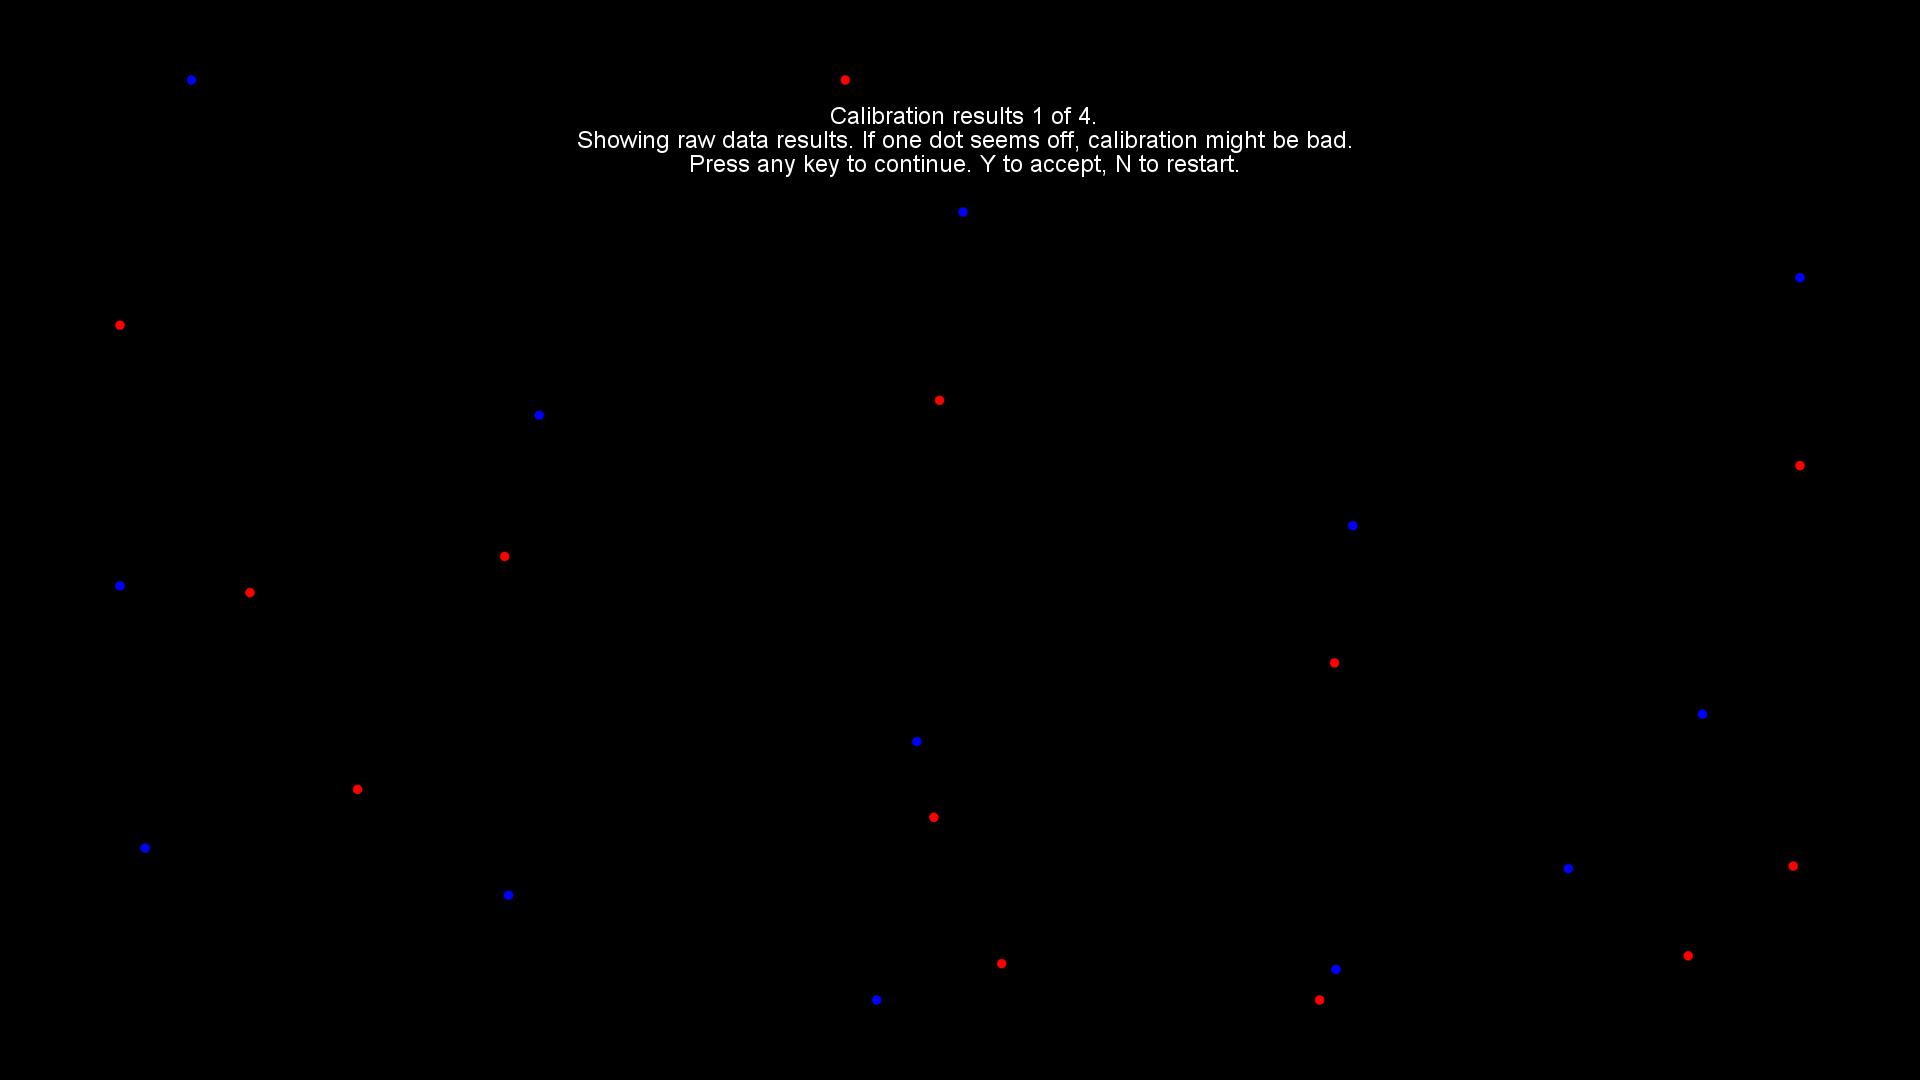 Calibration results 1 of 4.
Showing raw data results. If one dot seems off, calibration might be bad.
Press any key to continue. Y to accept, N to restart.